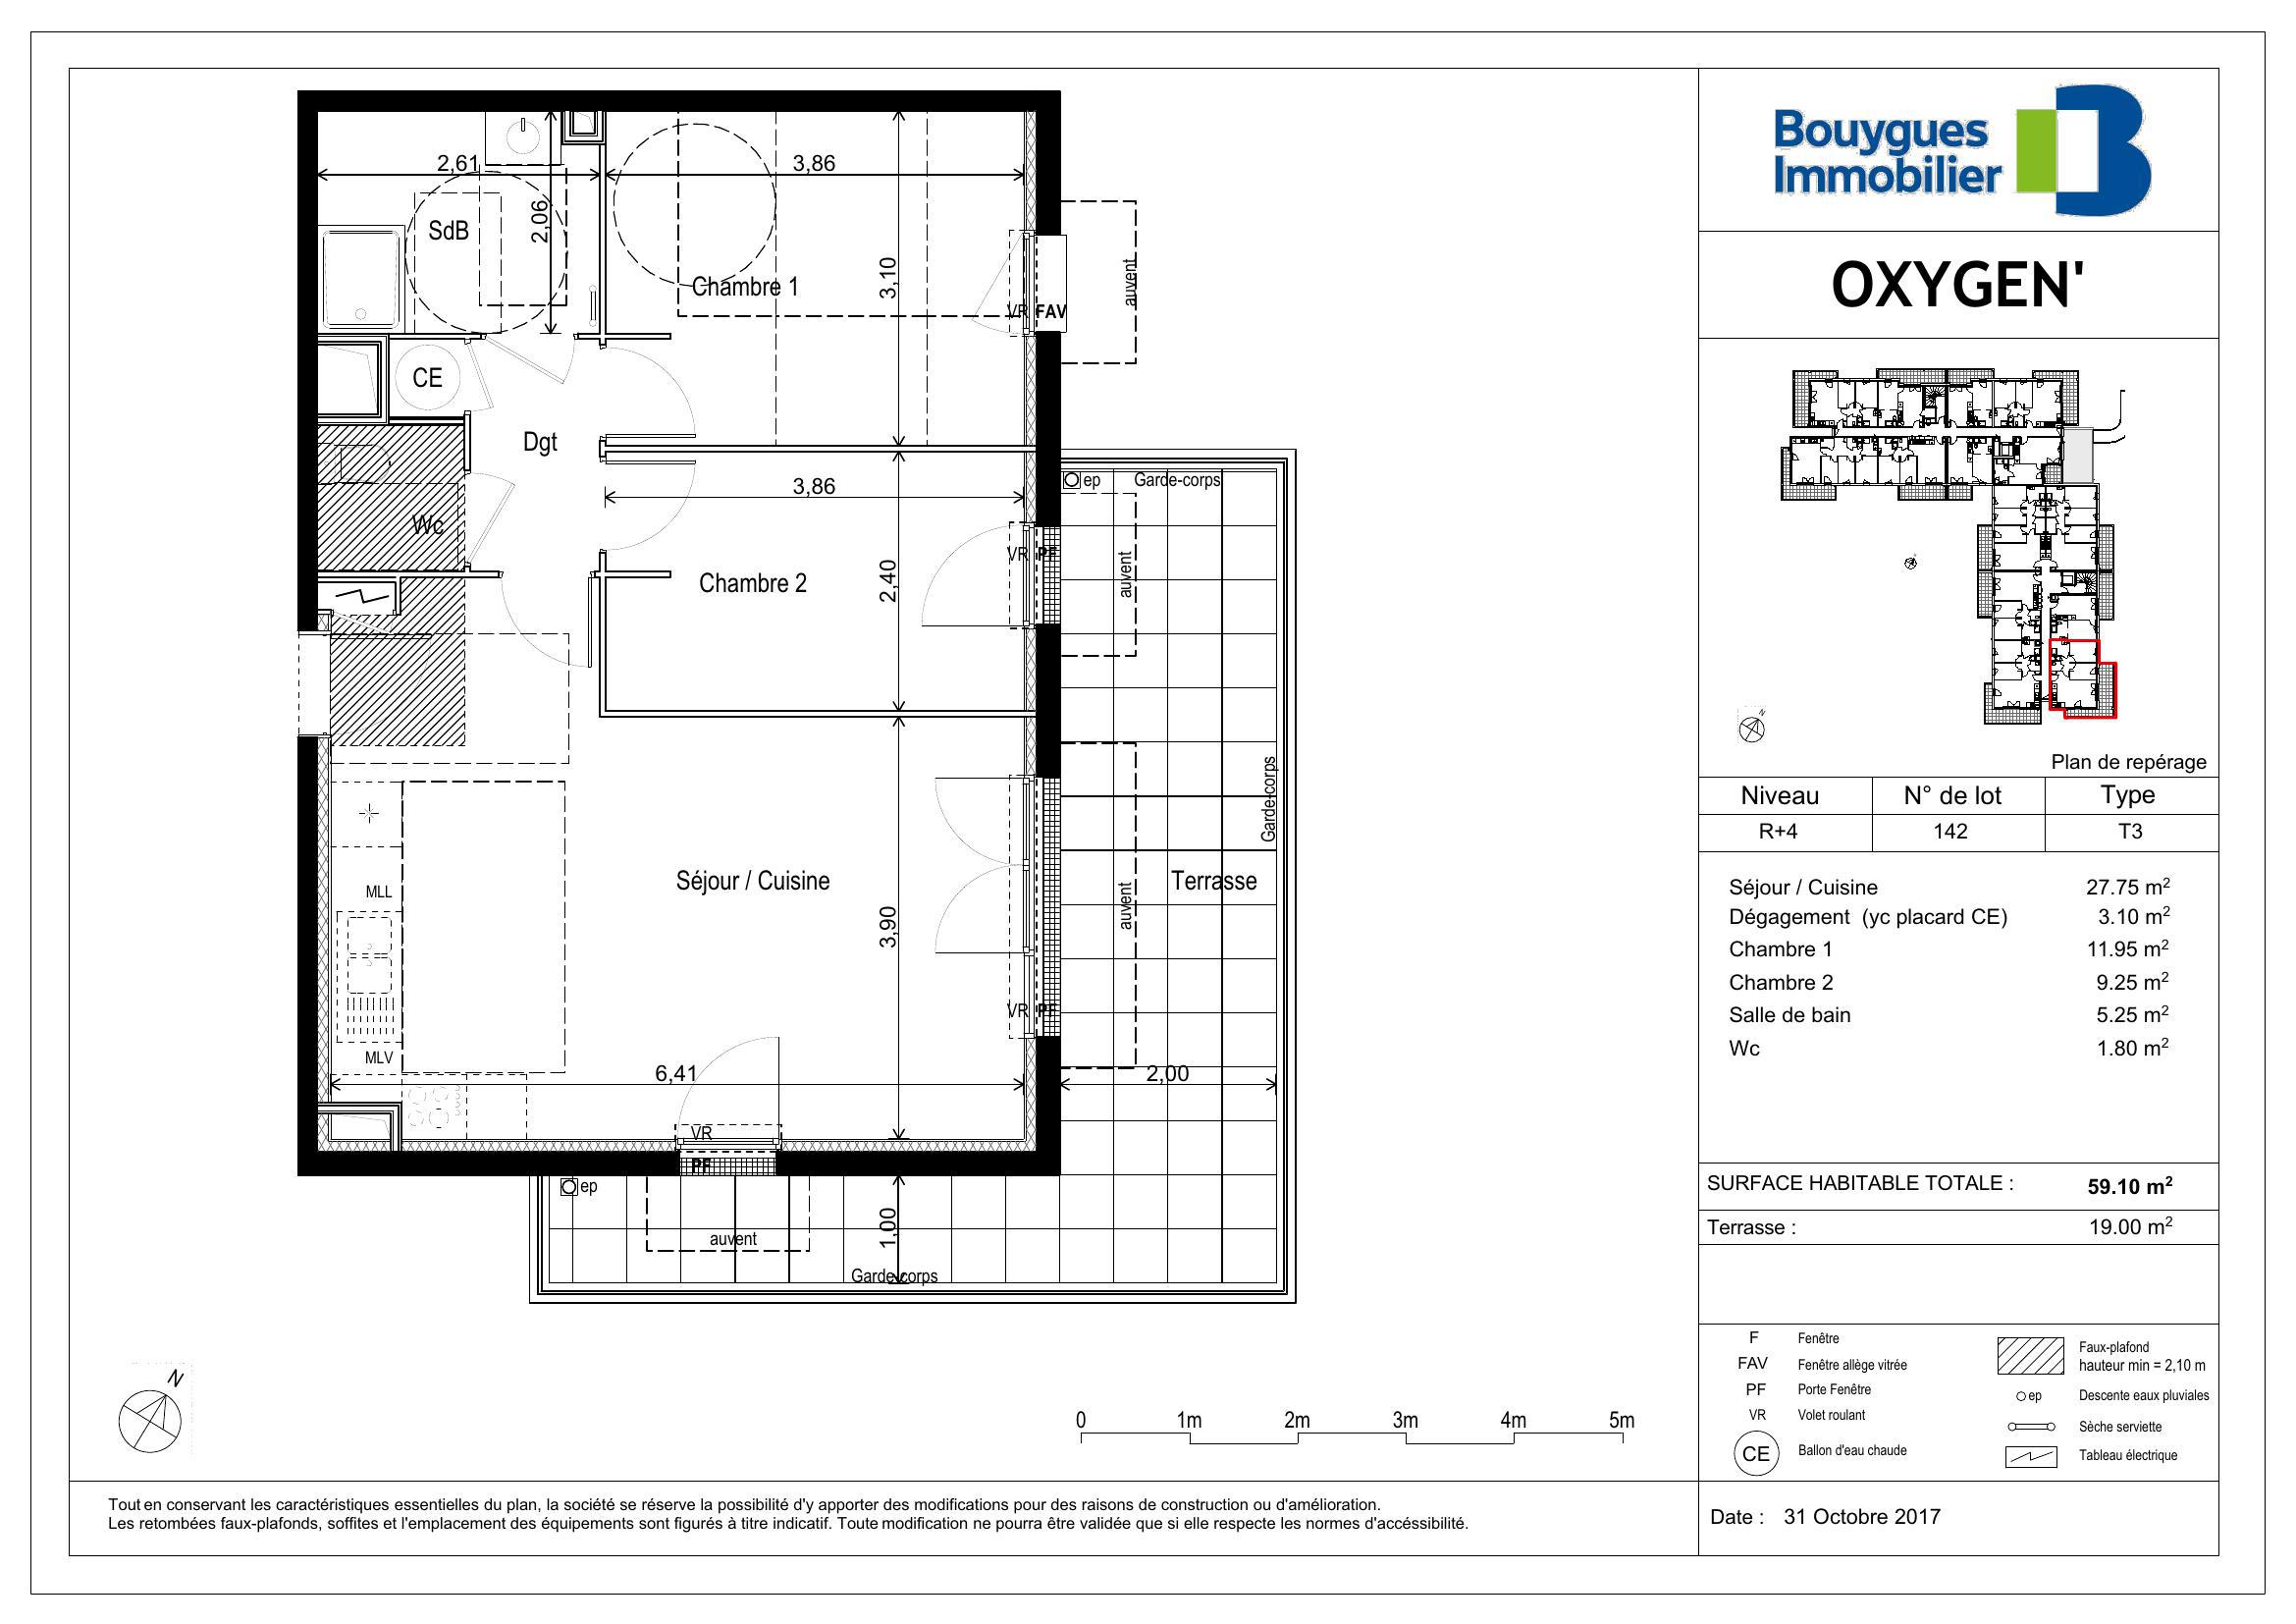 2,61
3,86
SdB
2,06
Chambre 1
3,10
VR FAV
auvent
CE
Dgt
Wc
3,86
Chambre 2
2,40
VR PF
auvent
ep
Garde-corps
Garde-corps
Séjour / Cuisine
3,90
MLL
MLV
6,41
VR PF
auvent
Terrasse
2,00
VR
PF
ep
auvent
1,00
Garde-corps
N
0 1m 2m 3m 4m 5m
Tout en conservant les caractéristiques essentielles du plan, la société se réserve la possibilité d'y apporter des modifications pour des raisons de construction ou d'amélioration.
Les retombées faux-plafonds, soffites et l'emplacement des équipements sont figurés à titre indicatif. Toute modification ne pourra être validée que si elle respecte les normes d'accéssibilité.
Bouygues
Immobilier
OXYGEN'
N
Plan de repérage
Niveau N° de lot Type
R+4 142 T3
Séjour / Cuisine 27.75 m²
Dégagement (yc placard CE) 3.10 m²
Chambre 1 11.95 m²
Chambre 2 9.25 m²
Salle de bain 5.25 m²
Wc 1.80 m²
SURFACE HABITABLE TOTALE : 59.10 m²
Terrasse : 19.00 m²
F Fenêtre
FAV Fenêtre allège vitrée
PF Porte Fenêtre
VR Volet roulant
CE Ballon d'eau chaude
Faux-plafond
hauteur min = 2,10 m
ep Descente eaux pluviales
Sèche serviette
Tableau électrique
Date : 31 Octobre 2017